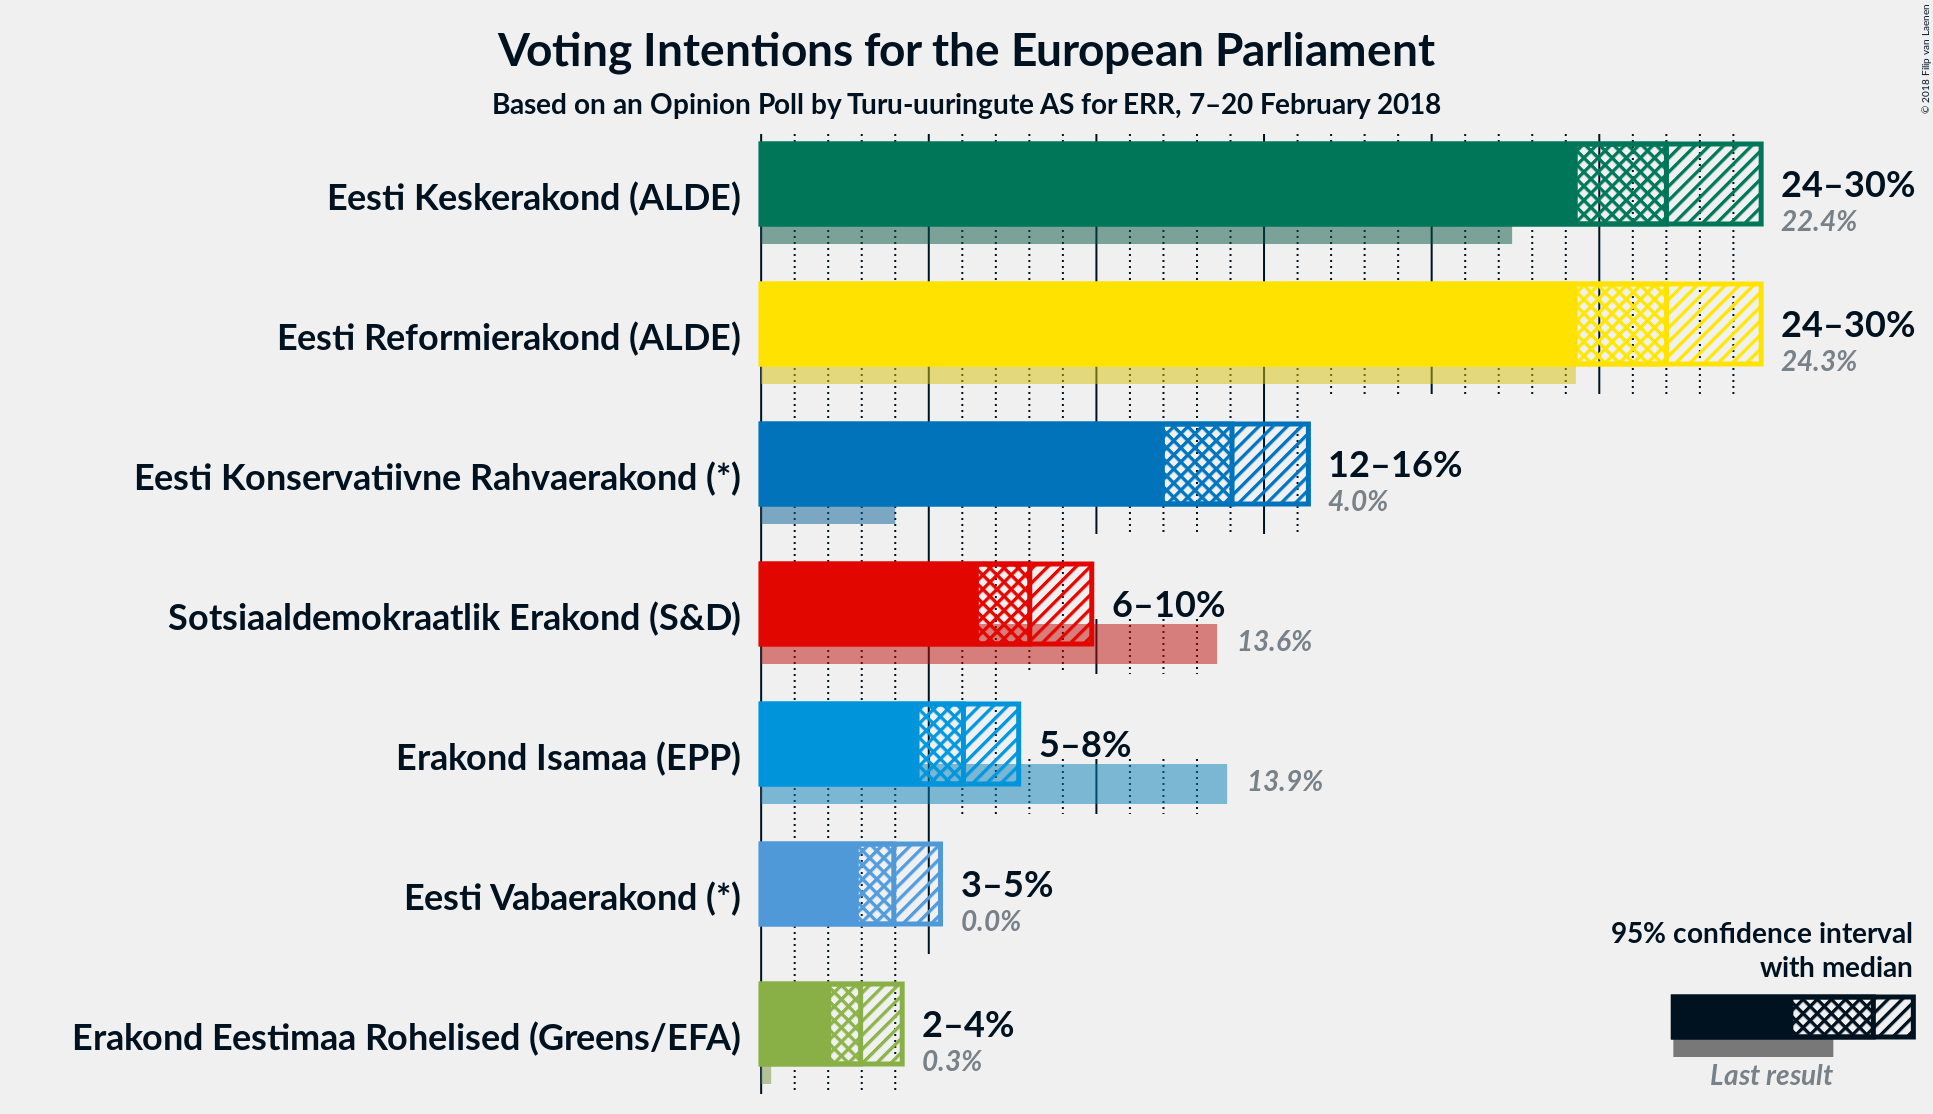 Voting Intentions for the European Parliament
Based on an Opinion Poll by Turu-uuringute AS for ERR, 7–20 February 2018
© 2018 Filip van Laenen
Eesti Keskerakond (ALDE)
24–30%
22.4%
Eesti Reformierakond (ALDE)
24–30%
24.3%
Eesti Konservatiivne Rahvaerakond (*)
12–16%
4.0%
Sotsiaaldemokraatlik Erakond (S&D)
6–10%
13.6%
Erakond Isamaa (EPP)
5–8%
13.9%
Eesti Vabaerakond (*)
3–5%
0.0%
Erakond Eestimaa Rohelised (Greens/EFA)
2–4%
0.3%
95% confidence interval
with median
Last result